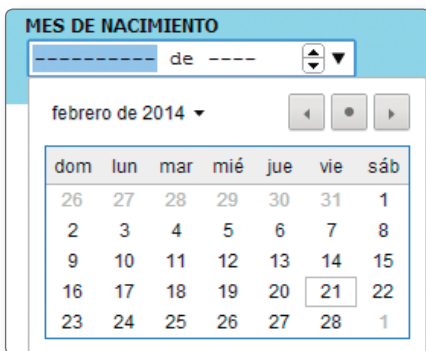 MES DE NACIMIENTO
---------- de ----
febrero de 2014
dom lun mar mié jue vie sáb
26 27 28 29 30 31 1
2 3 4 5 6 7 8
9 10 11 12 13 14 15
16 17 18 19 20 21 22
23 24 25 26 27 28 1